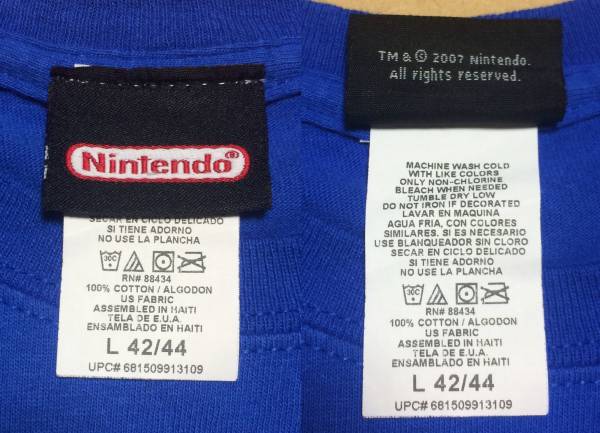 Nintendo®
SECAR EN CICLO DELICADO
SI TIENE ADORNO
NO USE LA PLANCHA
30C
RN# 88434
100% COTTON / ALGODON
US FABRIC
ASSEMBLED IN HAITI
TELA DE E.U.A.
ENSAMBLADO EN HAITI
L 42/44
UPC# 681509913109
TM & © 2007 Nintendo.
All rights reserved.
MACHINE WASH COLD
WITH LIKE COLORS
ONLY NON-CHLORINE
BLEACH WHEN NEEDED
TUMBLE DRY LOW
DO NOT IRON IF DECORATED
LAVAR EN MAQUINA
AGUA FRIA, CON COLORES
SIMILARES. SI ES NECESARIO
USE BLANQUEADOR SIN CLORO
SECAR EN CICLO DELICADO
SI TIENE ADORNO
NO USE LA PLANCHA
30C
RN# 88434
100% COTTON / ALGODON
US FABRIC
ASSEMBLED IN HAITI
TELA DE E.U.A.
ENSAMBLADO EN HAITI
L 42/44
UPC# 681509913109